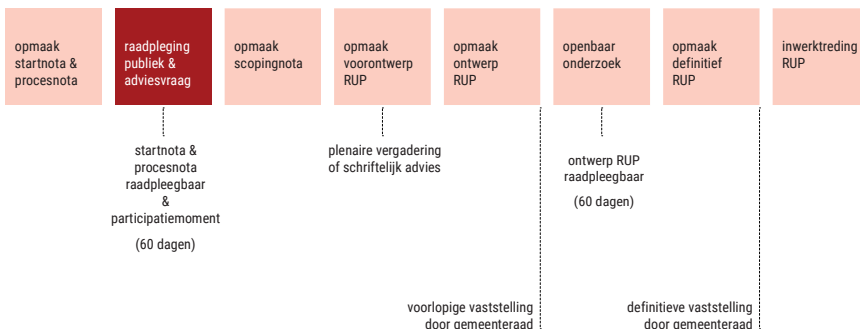 opmaak
startnota &
procesnota
raadpleging
publiek &
adviesvraag
opmaak
scopingnota
opmaak
voorontwerp
RUP
opmaak
ontwerp
RUP
openbaar
onderzoek
opmaak
definitief
RUP
inwerktreding
RUP
startnota &
procesnota
raadpleegbaar
&
participatiemoment
(60 dagen)
plenaire vergadering
of schriftelijk advies
ontwerp RUP
raadpleegbaar
(60 dagen)
voorlopige vaststelling
door gemeenteraad
definitieve vaststelling
door gemeenteraad